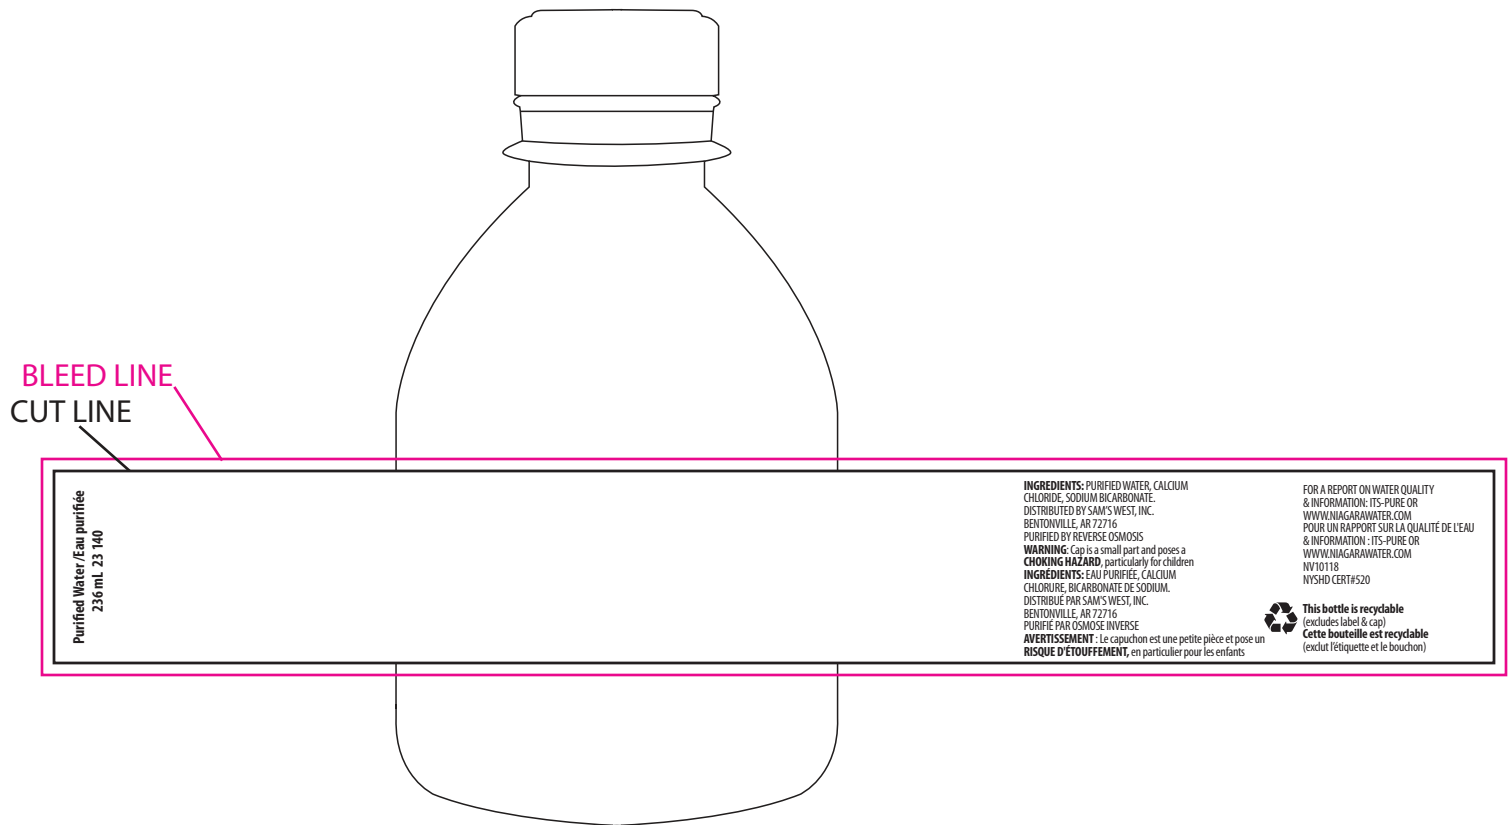 BLEED LINE
CUT LINE
Purified Water /Eau purifiée
236 mL 23 140
INGREDIENTS: PURIFIED WATER, CALCIUM
CHLORIDE, SODIUM BICARBONATE.
DISTRIBUTED BY SAM'S WEST, INC.
BENTONVILLE, AR 72716
PURIFIED BY REVERSE OSMOSIS
WARNING: Cap is a small part and poses a
CHOKING HAZARD, particularly for children
INGRÉDIENTS: EAU PURIFIÉE, CALCIUM
CHLORURE, BICARBONATE DE SODIUM.
DISTRIBUÉ PAR SAM'S WEST, INC.
BENTONVILLE, AR 72716
PURIFIÉ PAR OSMOSE INVERSE
AVERTISSEMENT : Le capuchon est une petite pièce et pose un
RISQUE D'ÉTOUFFEMENT, en particulier pour les enfants
FOR A REPORT ON WATER QUALITY
& INFORMATION: ITS-PURE OR
WWW.NIAGARAWATER.COM
POUR UN RAPPORT SUR LA QUALITÉ DE L'EAU
& INFORMATION : ITS-PURE OR
WWW.NIAGARAWATER.COM
NV10118
NYSHD CERT#520
This bottle is recyclable
(excludes label & cap)
Cette bouteille est recyclable
(exclut l'étiquette et le bouchon)